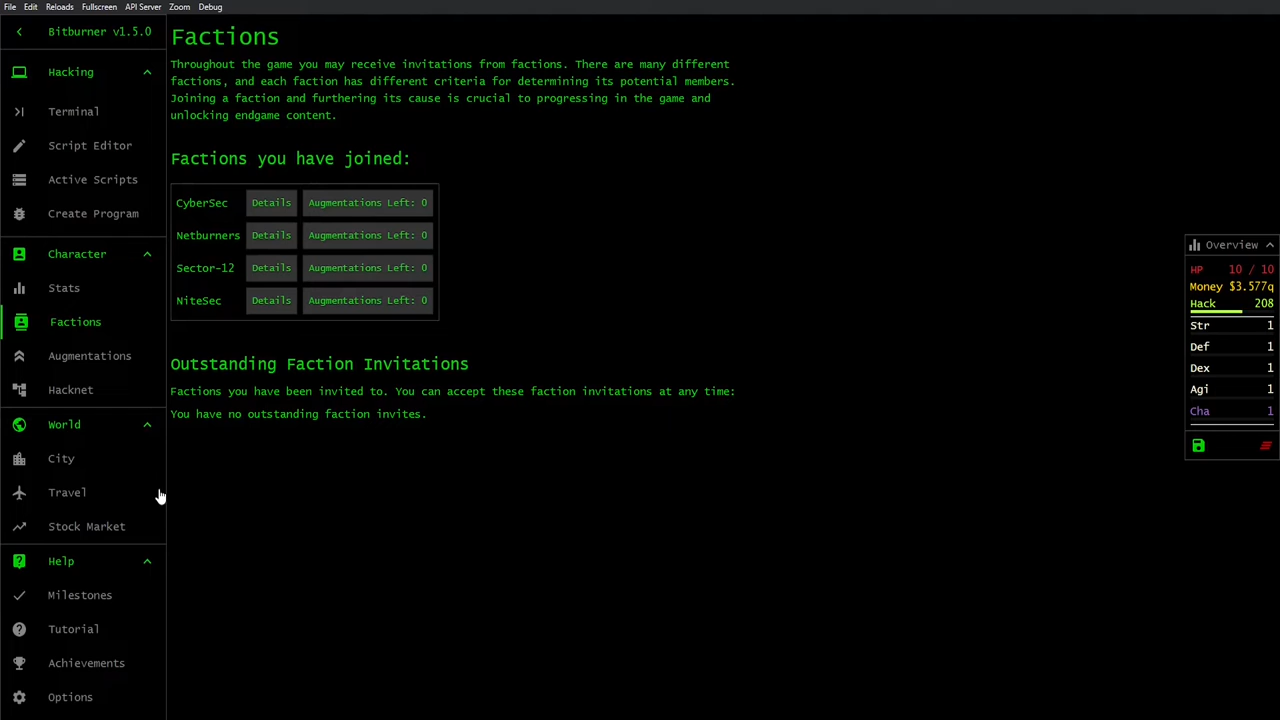 File Edit Reloads Fullscreen API Server Zoom Debug
Bitburner v1.5.0
Hacking
Terminal
Script Editor
Active Scripts
Create Program
Character
Stats
Factions
Augmentations
Hacknet
World
City
Travel
Stock Market
Help
Milestones
Tutorial
Achievements
Options
Factions
Throughout the game you may receive invitations from factions. There are many different
factions, and each faction has different criteria for determining its potential members.
Joining a faction and furthering its cause is crucial to progressing in the game and
unlocking endgame content.
Factions you have joined:
CyberSec Details Augmentations Left: 0
Netburners Details Augmentations Left: 0
Sector-12 Details Augmentations Left: 0
NiteSec Details Augmentations Left: 0
Outstanding Faction Invitations
Factions you have been invited to. You can accept these faction invitations at any time:
You have no outstanding faction invites.
Overview
HP 10 / 10
Money $3.577q
Hack 208
Str 1
Def 1
Dex 1
Agi 1
Cha 1